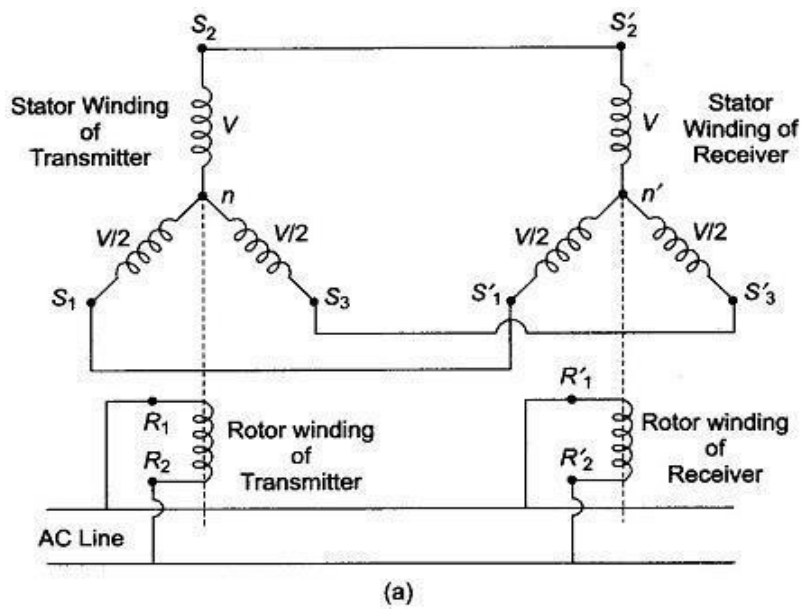 S2
S'2
Stator Winding
of
Transmitter
V
V
Stator
Winding of
Receiver
n
n'
V/2
V/2
V/2
V/2
S1
S3
S'1
S'3
R1
R2
Rotor winding
of
Transmitter
R'1
R'2
Rotor winding
of
Receiver
AC Line
(a)